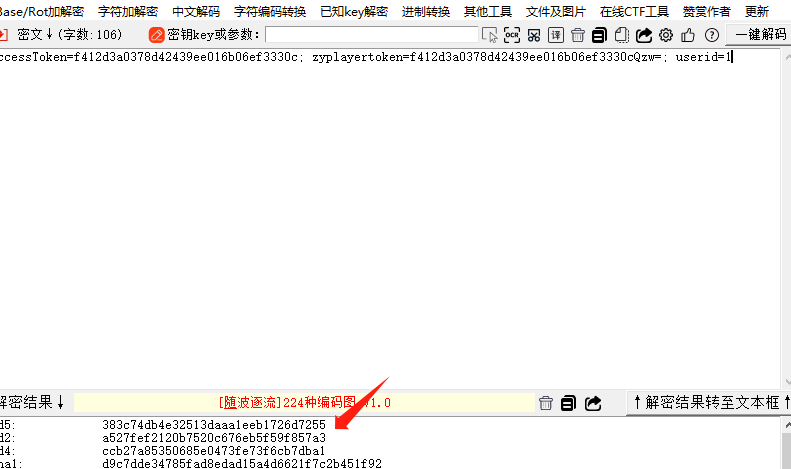 Base/Rot加解密 字符加解密 中文解码 字符编码转换 已知key解密 进制转换 其他工具 文件及图片 在线CTF工具 赞赏作者 更新
密文↓(字数:106) 密钥key或参数: OCR 译 一键解码
ccessToken=f412d3a0378d42439ee016b06ef3330c; zyplayertoken=f412d3a0378d42439ee016b06ef3330cQzw=; userid=1
解密结果↓ [随波逐流]224种编码图 V1.0 ↑解密结果转至文本框↑
d5: 383c74db4e32513daaa1eeb1726d7255
d2: a527fef2120b7520c676eb5f59f857a3
d4: ccb27a85350685e0473fe73f6cb7dba1
ha1: d9c7dde34785fad8edad15a4d6621f7c2b451f92